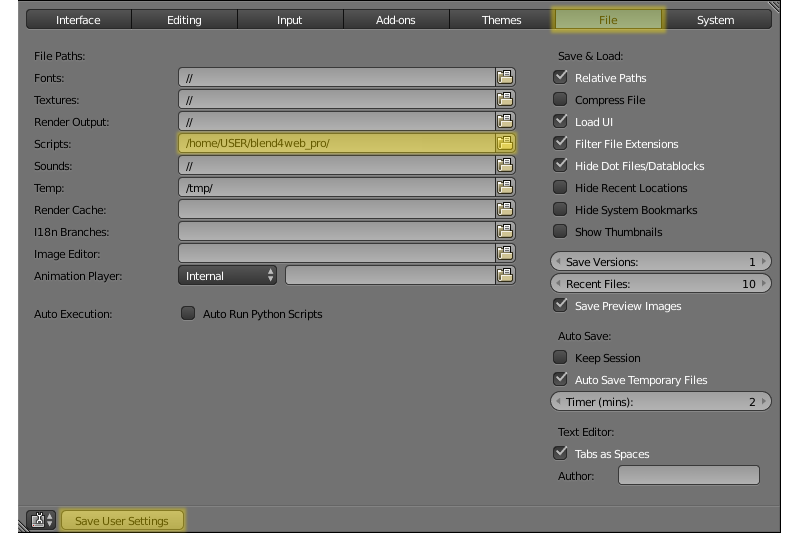 Interface Editing Input Add-ons Themes File System
File Paths:
Fonts: //
Textures: //
Render Output: //
Scripts: /home/USER/blend4web_pro/
Sounds: //
Temp: /tmp/
Render Cache:
I18n Branches:
Image Editor:
Animation Player: Internal
Auto Execution: Auto Run Python Scripts
Save & Load:
Relative Paths
Compress File
Load UI
Filter File Extensions
Hide Dot Files/Datablocks
Hide Recent Locations
Hide System Bookmarks
Show Thumbnails
Save Versions: 1
Recent Files: 10
Save Preview Images
Auto Save:
Keep Session
Auto Save Temporary Files
Timer (mins): 2
Text Editor:
Tabs as Spaces
Author:
Save User Settings